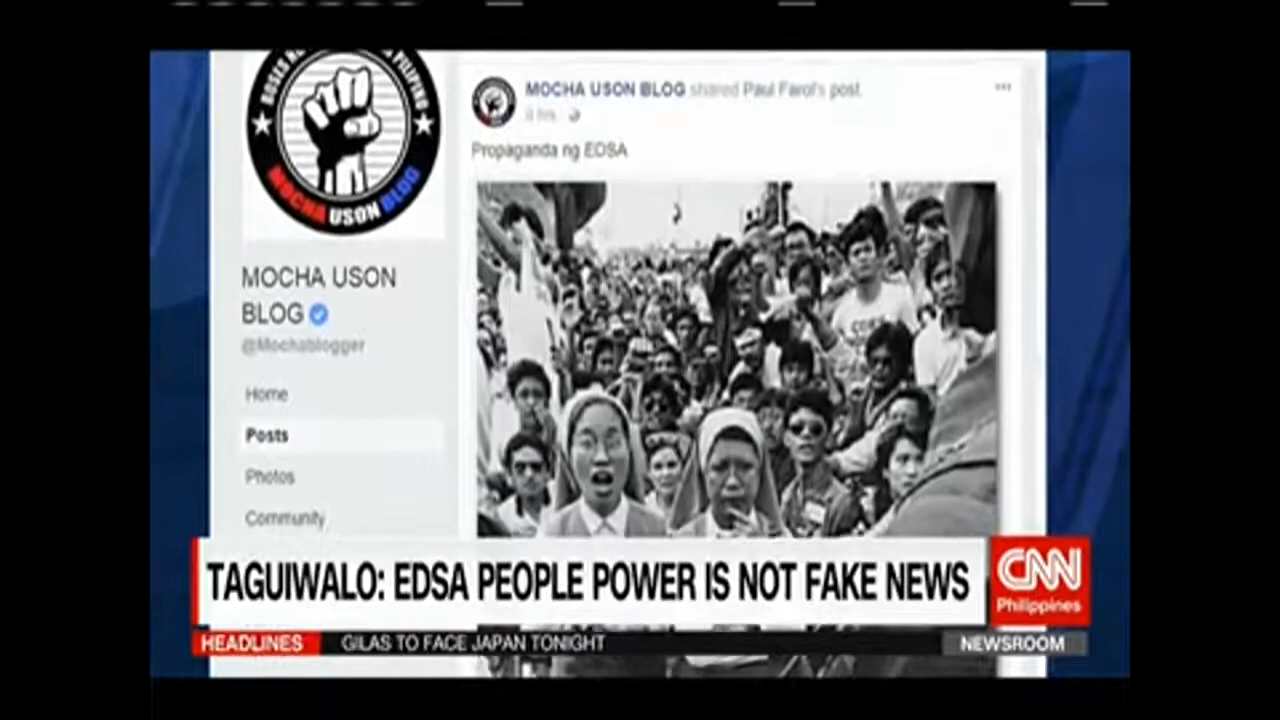 MOCHA USON BLOG
MOCHA USON BLOG shared Paul Farol's post.
8 hrs
Propaganda ng EDSA
MOCHA USON
BLOG
@Mochablogger
Home
Posts
Photos
Community
TAGUIWALO: EDSA PEOPLE POWER IS NOT FAKE NEWS
CNN
Philippines
HEADLINES GILAS TO FACE JAPAN TONIGHT
NEWSROOM